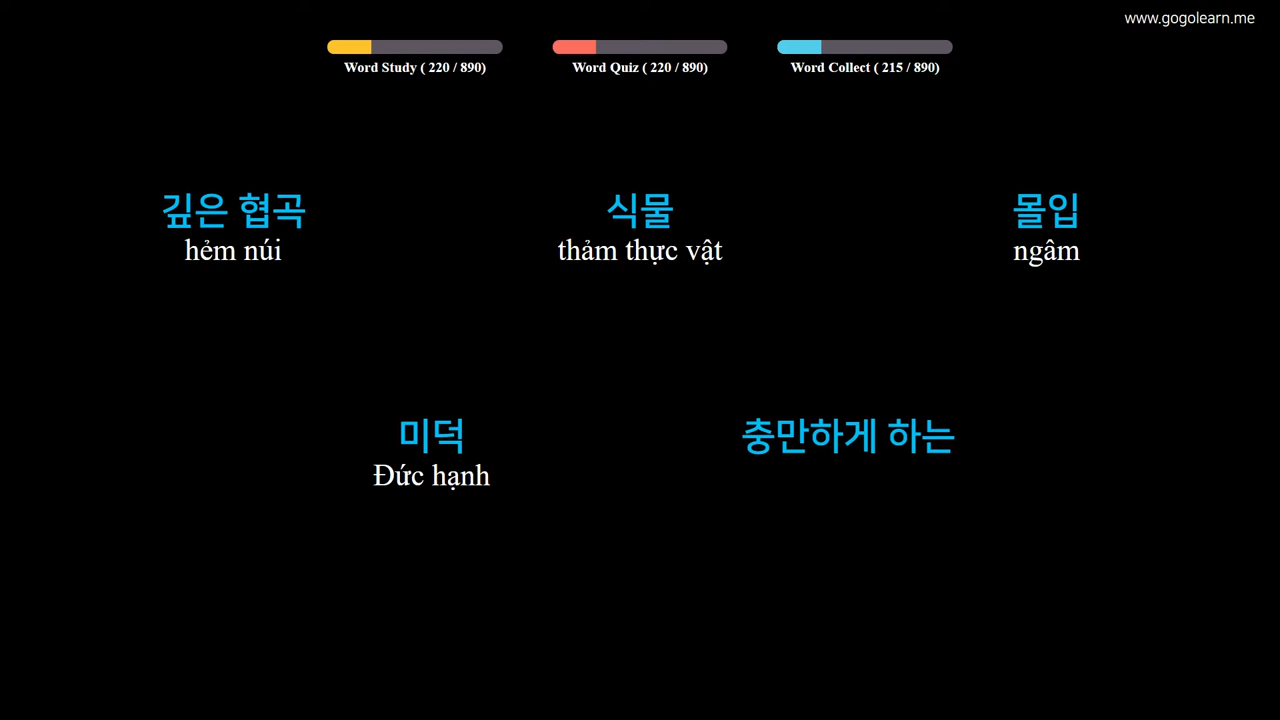 www.gogolearn.me
Word Study ( 220 / 890)
Word Quiz ( 220 / 890)
Word Collect ( 215 / 890)
깊은 협곡
hẻm núi
식물
thảm thực vật
몰입
ngâm
미덕
Đức hạnh
충만하게 하는